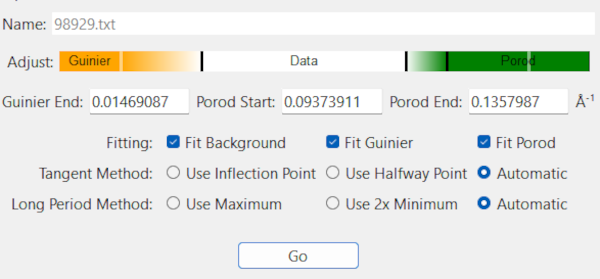 Name: 98929.txt
Adjust: Guinier Data Porod
Guinier End: 0.01469087 Porod Start: 0.09373911 Porod End: 0.1357987 Å-1
Fitting: Fit Background Fit Guinier Fit Porod
Tangent Method: Use Inflection Point Use Halfway Point Automatic
Long Period Method: Use Maximum Use 2x Minimum Automatic
Go